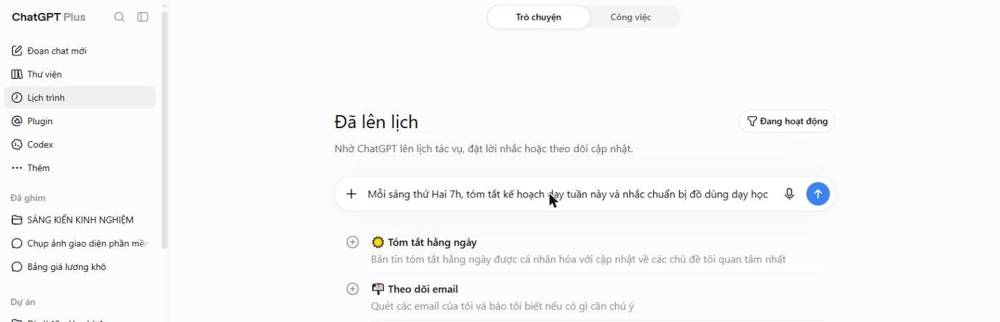 ChatGPT Plus
Trò chuyện
Công việc
Đoạn chat mới
Thư viện
Lịch trình
Plugin
Codex
Thêm
Đã ghim
SÁNG KIẾN KINH NGHIỆM
Chụp ảnh giao diện phần mềm
Bảng giá lương khô
Dự án
Đã lên lịch
Đang hoạt động
Nhờ ChatGPT lên lịch tác vụ, đặt lời nhắc hoặc theo dõi cập nhật.
Mỗi sáng thứ Hai 7h, tóm tắt kế hoạch dạy tuần này và nhắc chuẩn bị đồ dùng dạy học
Tóm tắt hằng ngày
Bản tin tóm tắt hằng ngày được cá nhân hóa với cập nhật về các chủ đề tôi quan tâm nhất
Theo dõi email
Quét các email của tôi và báo tôi biết nếu có gì cần chú ý